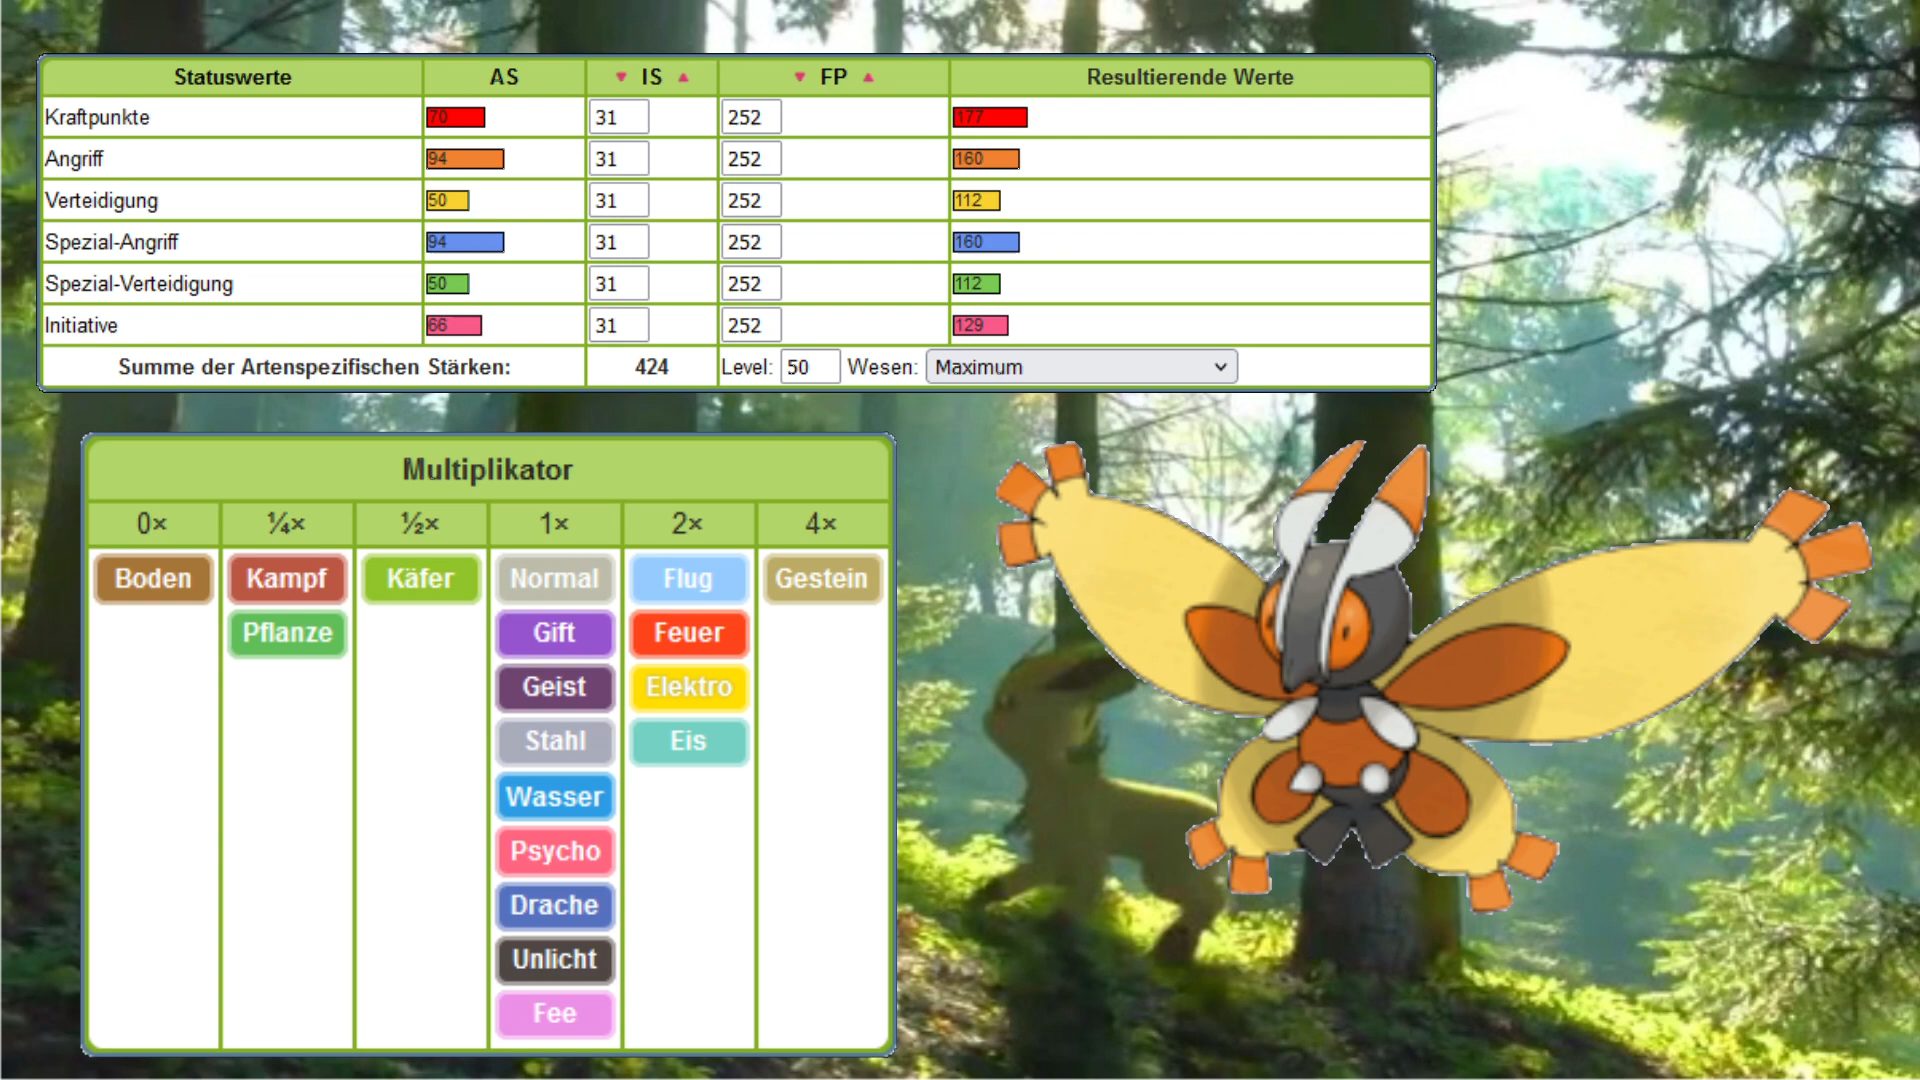 Statuswerte AS ▼ IS ▲ ▼ FP ▲ Resultierende Werte
Kraftpunkte 70 31 252 177
Angriff 94 31 252 160
Verteidigung 50 31 252 112
Spezial-Angriff 94 31 252 160
Spezial-Verteidigung 50 31 252 112
Initiative 66 31 252 129
Summe der Artenspezifischen Stärken: 424 Level: 50 Wesen: Maximum
Multiplikator
0× ¼× ½× 1× 2× 4×
Boden Kampf Käfer Normal Flug Gestein
Pflanze Gift Feuer
Geist Elektro
Stahl Eis
Wasser
Psycho
Drache
Unlicht
Fee